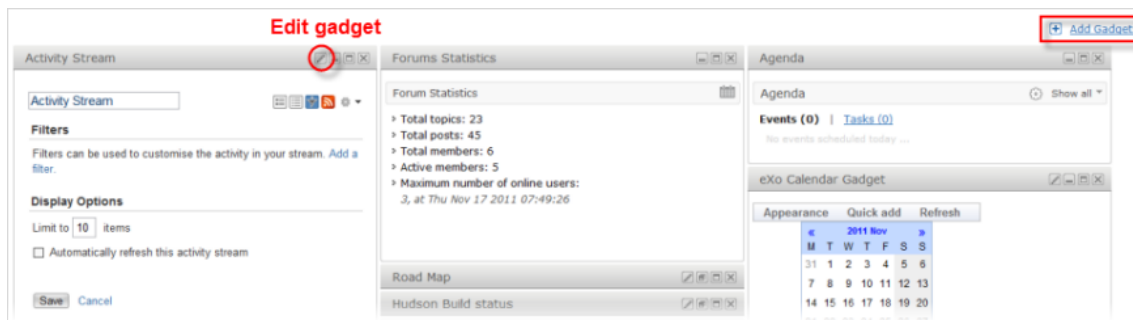 Edit gadget
Add Gadget
Activity Stream
Activity Stream
Filters
Filters can be used to customise the activity in your stream. Add a
filter.
Display Options
Limit to 10 items
Automatically refresh this activity stream
Save Cancel
Forums Statistics
Forum Statistics
Total topics: 23
Total posts: 45
Total members: 6
Active members: 5
Maximum number of online users:
3, at Thu Nov 17 2011 07:49:26
Road Map
Hudson Build status
Agenda
Agenda Show all
Events (0) | Tasks (0)
No events scheduled today ...
eXo Calendar Gadget
Appearance Quick add Refresh
« 2011 Nov »
M T W T F S S
31 1 2 3 4 5 6
7 8 9 10 11 12 13
14 15 16 17 18 19 20